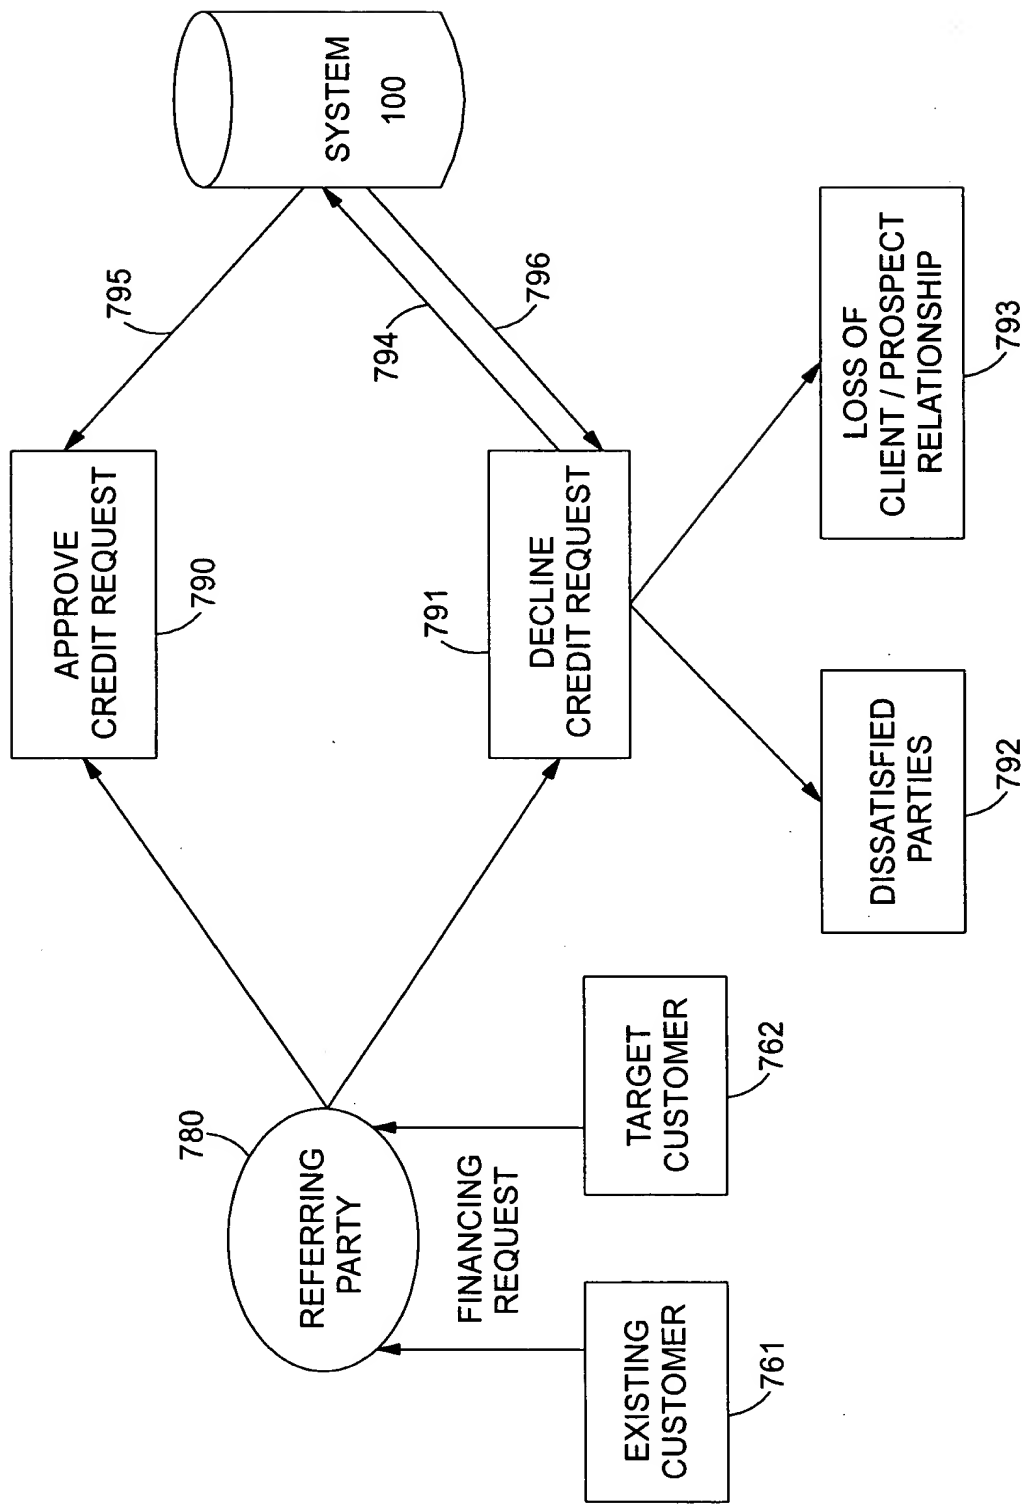 APPROVE
CREDIT REQUEST
790
795
SYSTEM
100
780
REFERRING
PARTY
FINANCING
REQUEST
EXISTING
CUSTOMER
761
TARGET
CUSTOMER
762
791
DECLINE
CREDIT REQUEST
794
796
DISSATISFIED
PARTIES
792
LOSS OF
CLIENT / PROSPECT
RELATIONSHIP
793